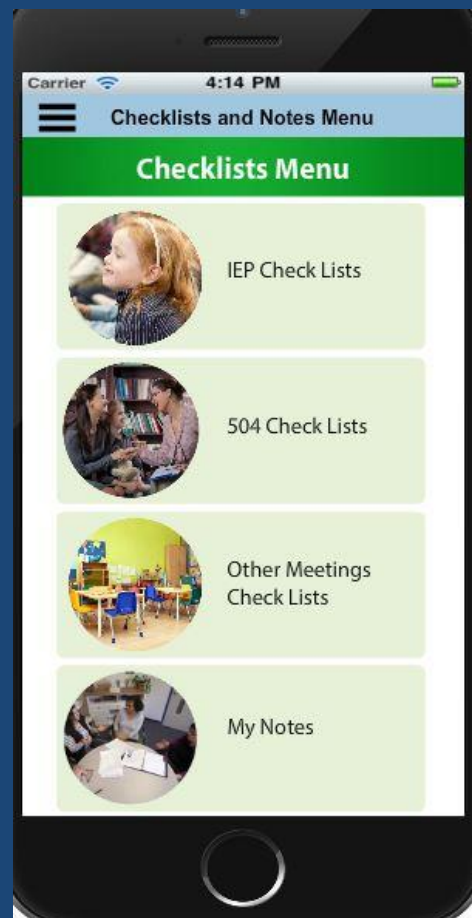 Carrier 4:14 PM
Checklists and Notes Menu
Checklists Menu
IEP Check Lists
504 Check Lists
Other Meetings
Check Lists
My Notes